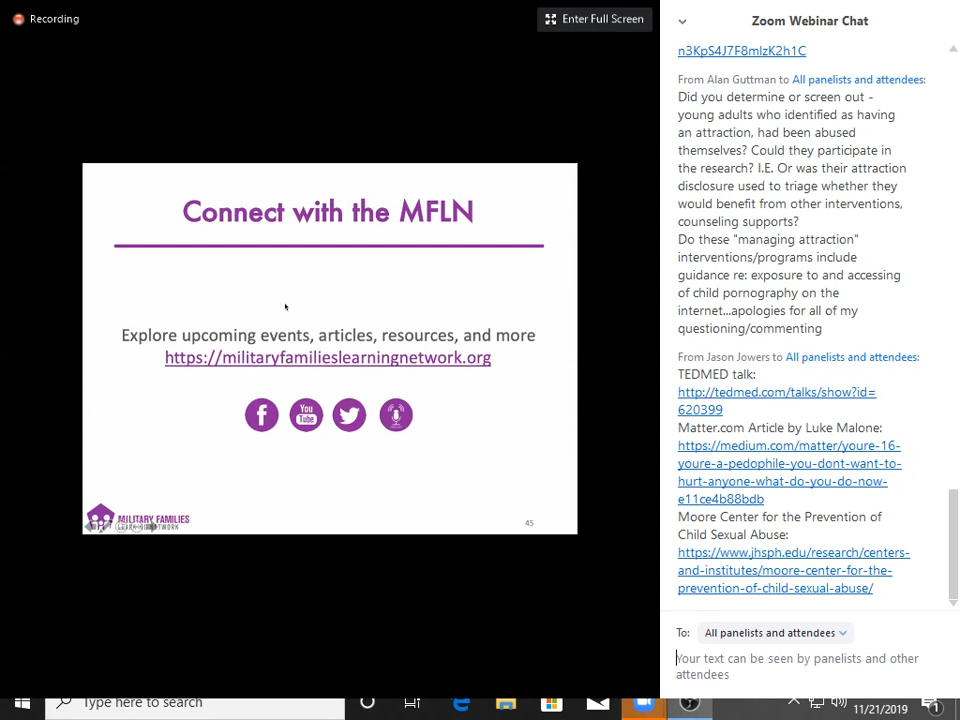 Recording
Enter Full Screen
Zoom Webinar Chat
Connect with the MFLN
Explore upcoming events, articles, resources, and more
https://militaryfamilieslearningnetwork.org
f
You
Tube
MILITARY FAMILIES
45
n3KpS4J7F8mlzK2h1C
From Alan Guttman to All panelists and attendees:
Did you determine or screen out -
young adults who identified as having
an attraction, had been abused
themselves? Could they participate in
the research? I.E. Or was their attraction
disclosure used to triage whether they
would benefit from other interventions,
counseling supports?
Do these "managing attraction"
interventions/programs include
guidance re: exposure to and accessing
of child pornography on the
internet...apologies for all of my
questioning/commenting
From Jason Jowers to All panelists and attendees:
TEDMED talk:
http://tedmed.com/talks/show?id=
620399
Matter.com Article by Luke Malone:
https://medium.com/matter/youre-16-
youre-a-pedophile-you-dont-want-to-
hurt-anyone-what-do-you-do-now-
e11ce4b88bdb
Moore Center for the Prevention of
Child Sexual Abuse:
https://www.jhsph.edu/research/centers-
and-institutes/moore-center-for-the-
prevention-of-child-sexual-abuse/
To: All panelists and attendees
Your text can be seen by panelists and other
attendees
Type here to search
11/21/2019
1